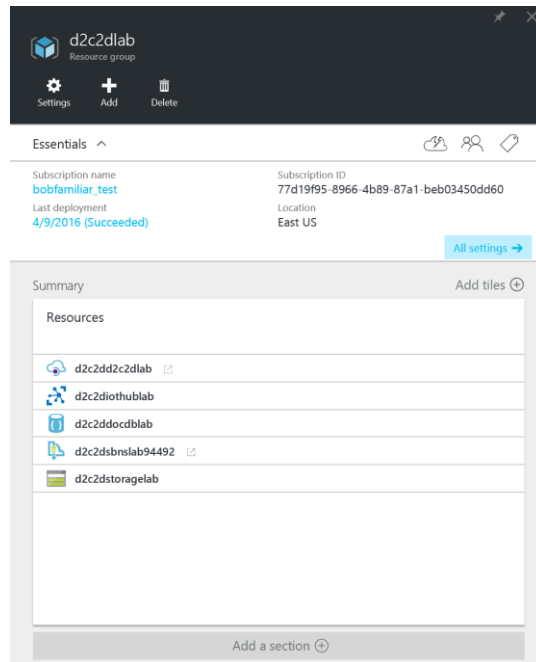 d2c2dlab
Resource group
Settings Add Delete
Essentials
Subscription name Subscription ID
bobfamiliar_test 77d19f95-8966-4b89-87a1-beb03450dd60
Last deployment Location
4/9/2016 (Succeeded) East US
All settings →
Summary Add tiles
Resources
d2c2dd2c2dlab
d2c2diothublab
d2c2ddocdblab
d2c2dsbnslab94492
d2c2dstoragelab
Add a section